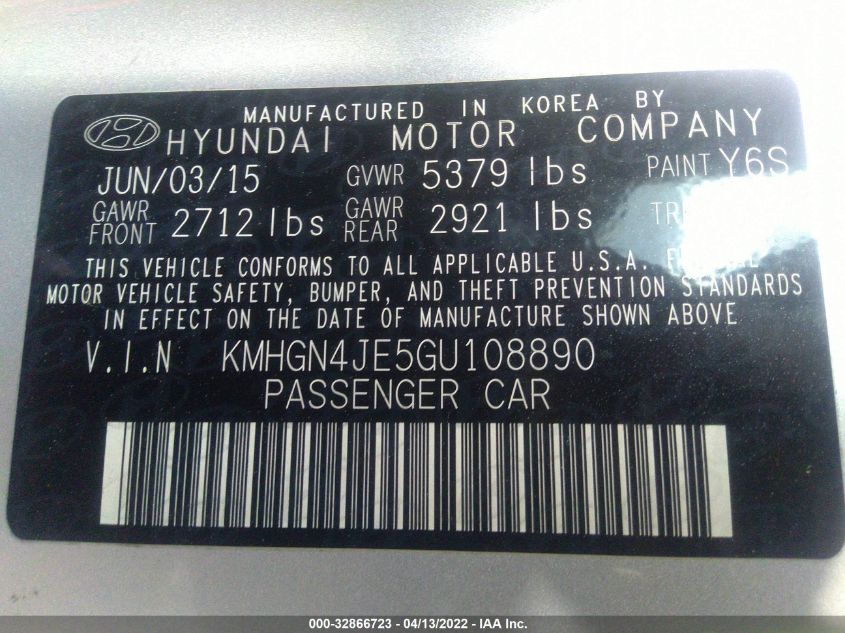 MANUFACTURED IN KOREA BY
HYUNDAI MOTOR COMPANY
JUN/03/15 GVWR 5379 lbs PAINT Y6S
GAWR FRONT 2712 lbs GAWR REAR 2921 lbs
THIS VEHICLE CONFORMS TO ALL APPLICABLE U.S.A.
MOTOR VEHICLE SAFETY, BUMPER, AND THEFT PREVENTION STANDARDS
IN EFFECT ON THE DATE OF MANUFACTURE SHOWN ABOVE
V.I.N KMHGN4JE5GU108890
PASSENGER CAR
000-32866723 - 04/13/2022 - IAA Inc.